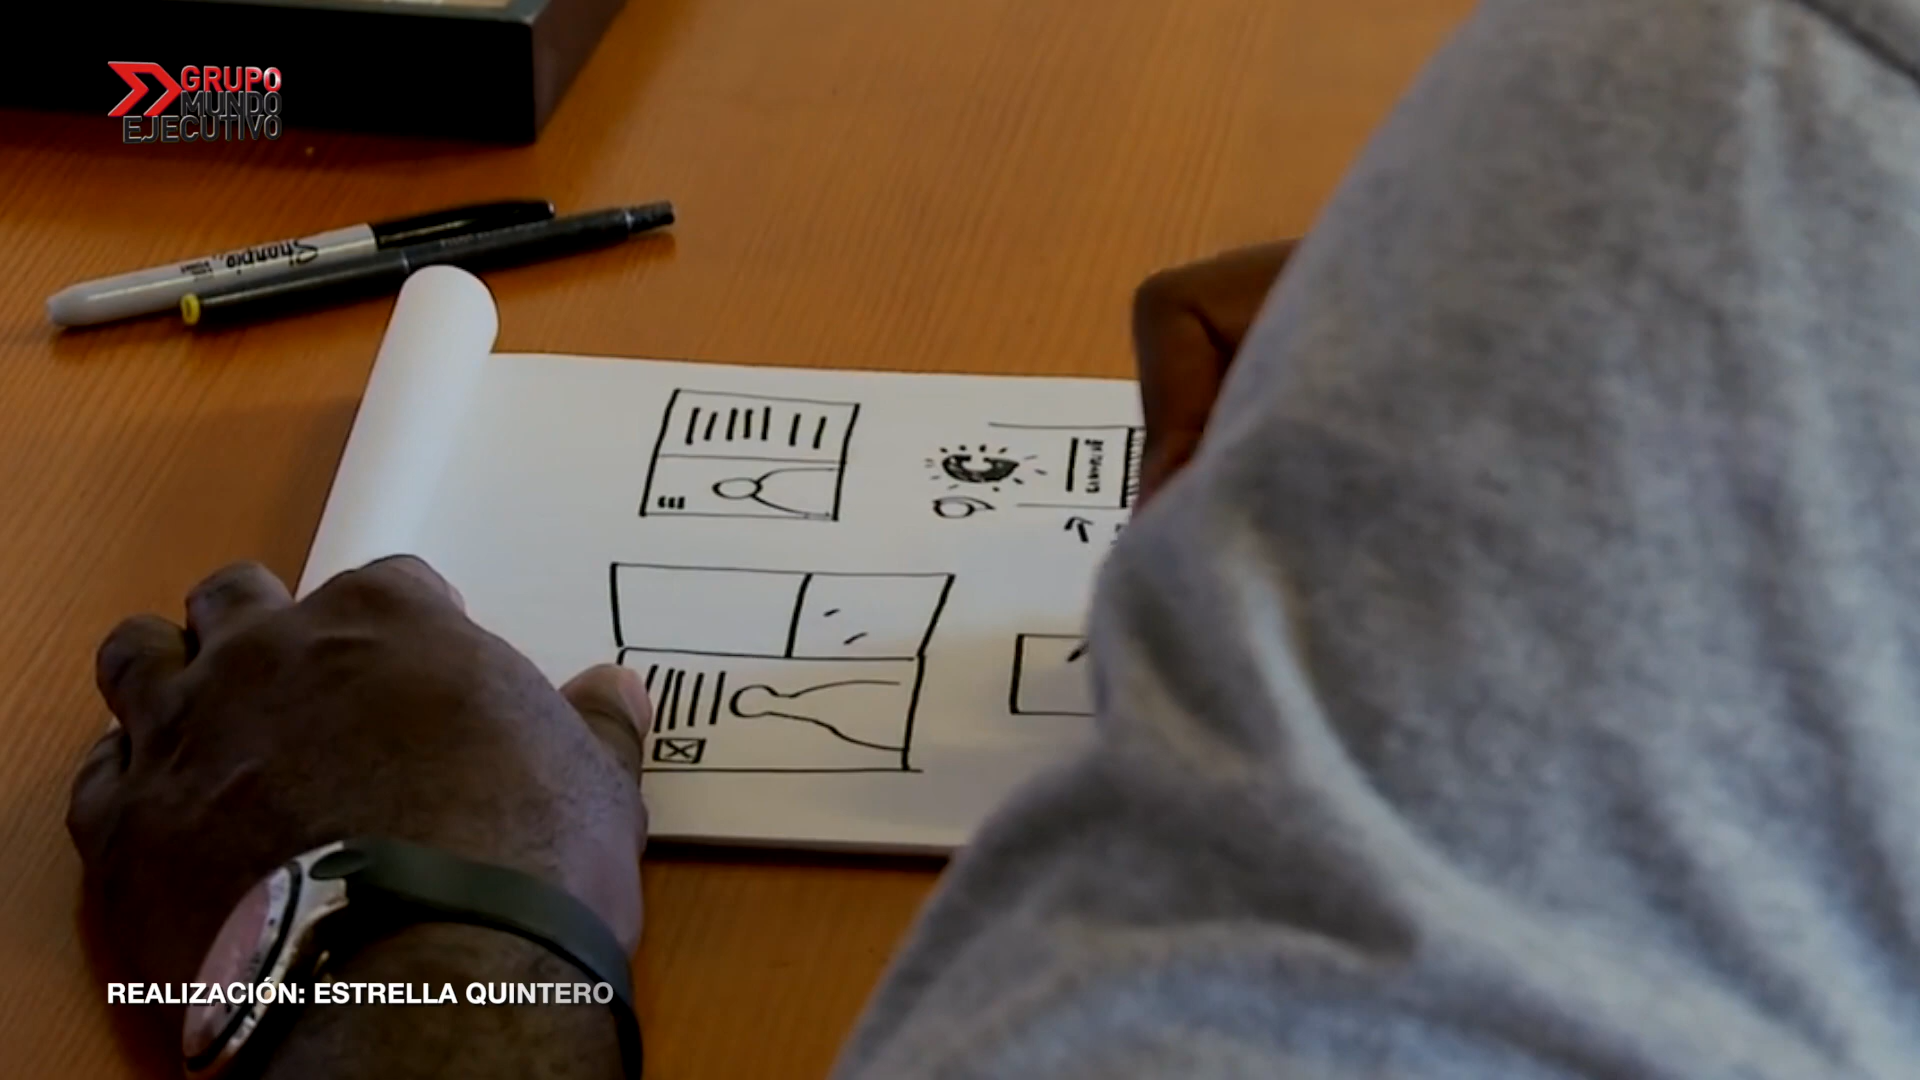 GRUPO
MUNDO
EJECUTIVO
Sharpie
REALIZACIÓN: ESTRELLA QUINTERO